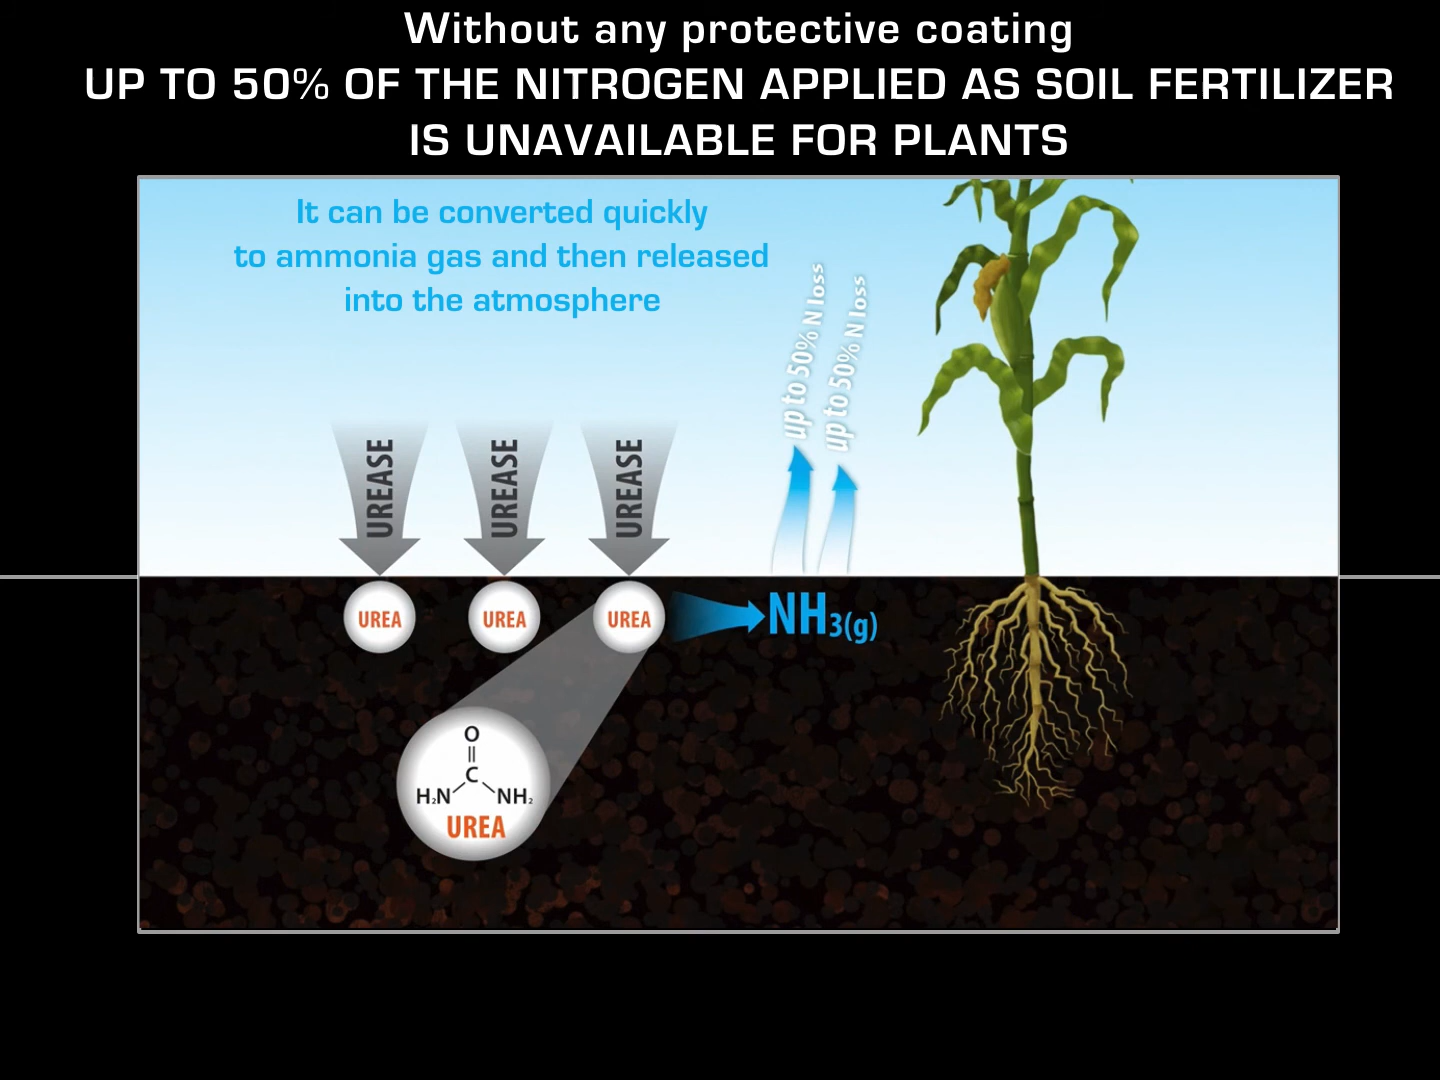 Without any protective coating
UP TO 50% OF THE NITROGEN APPLIED AS SOIL FERTILIZER
IS UNAVAILABLE FOR PLANTS
It can be converted quickly
to ammonia gas and then released
into the atmosphere
up to 50% N loss
up to 50% N loss
UREASE
UREASE
UREASE
UREA
UREA
UREA
NH3(g)
O
C
H2N
NH2
UREA